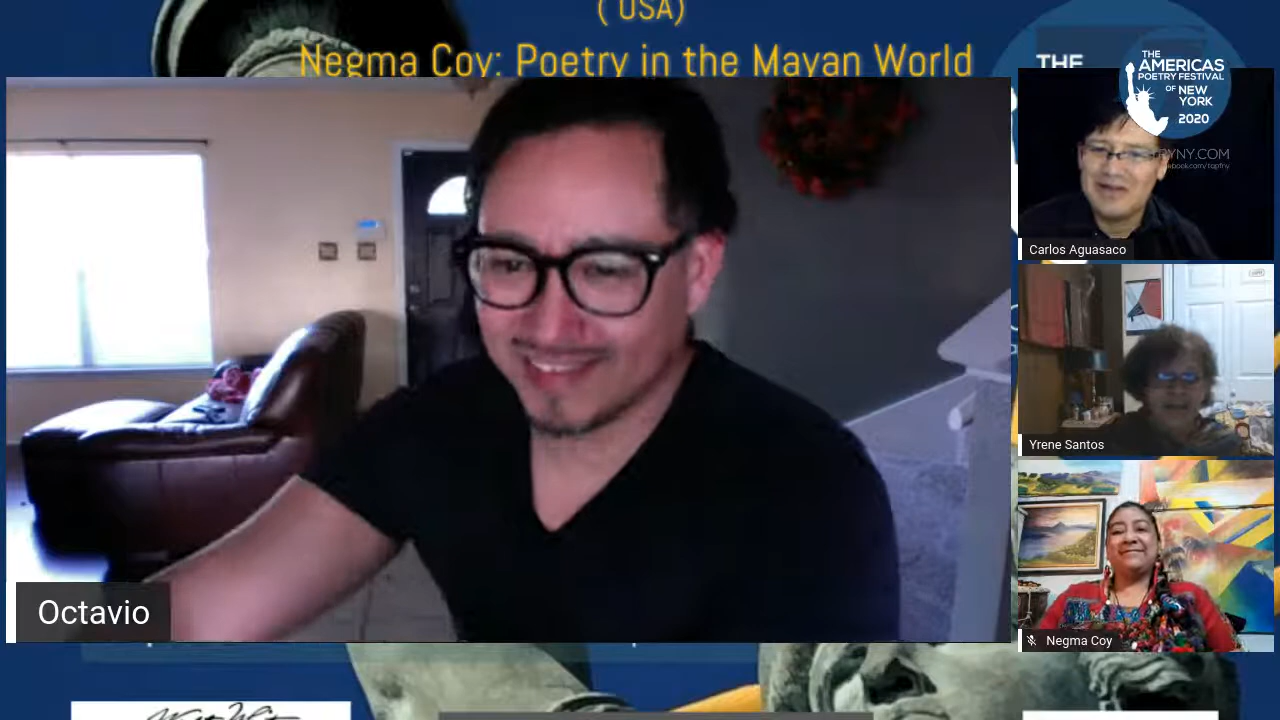 ( USA)
Negma Coy: Poetry in the Mayan World
THE
THE
AMERICAS
POETRY FESTIVAL
OF NEW
YORK
2020
Carlos Aguasaco
Yrene Santos
Octavio
Negma Coy